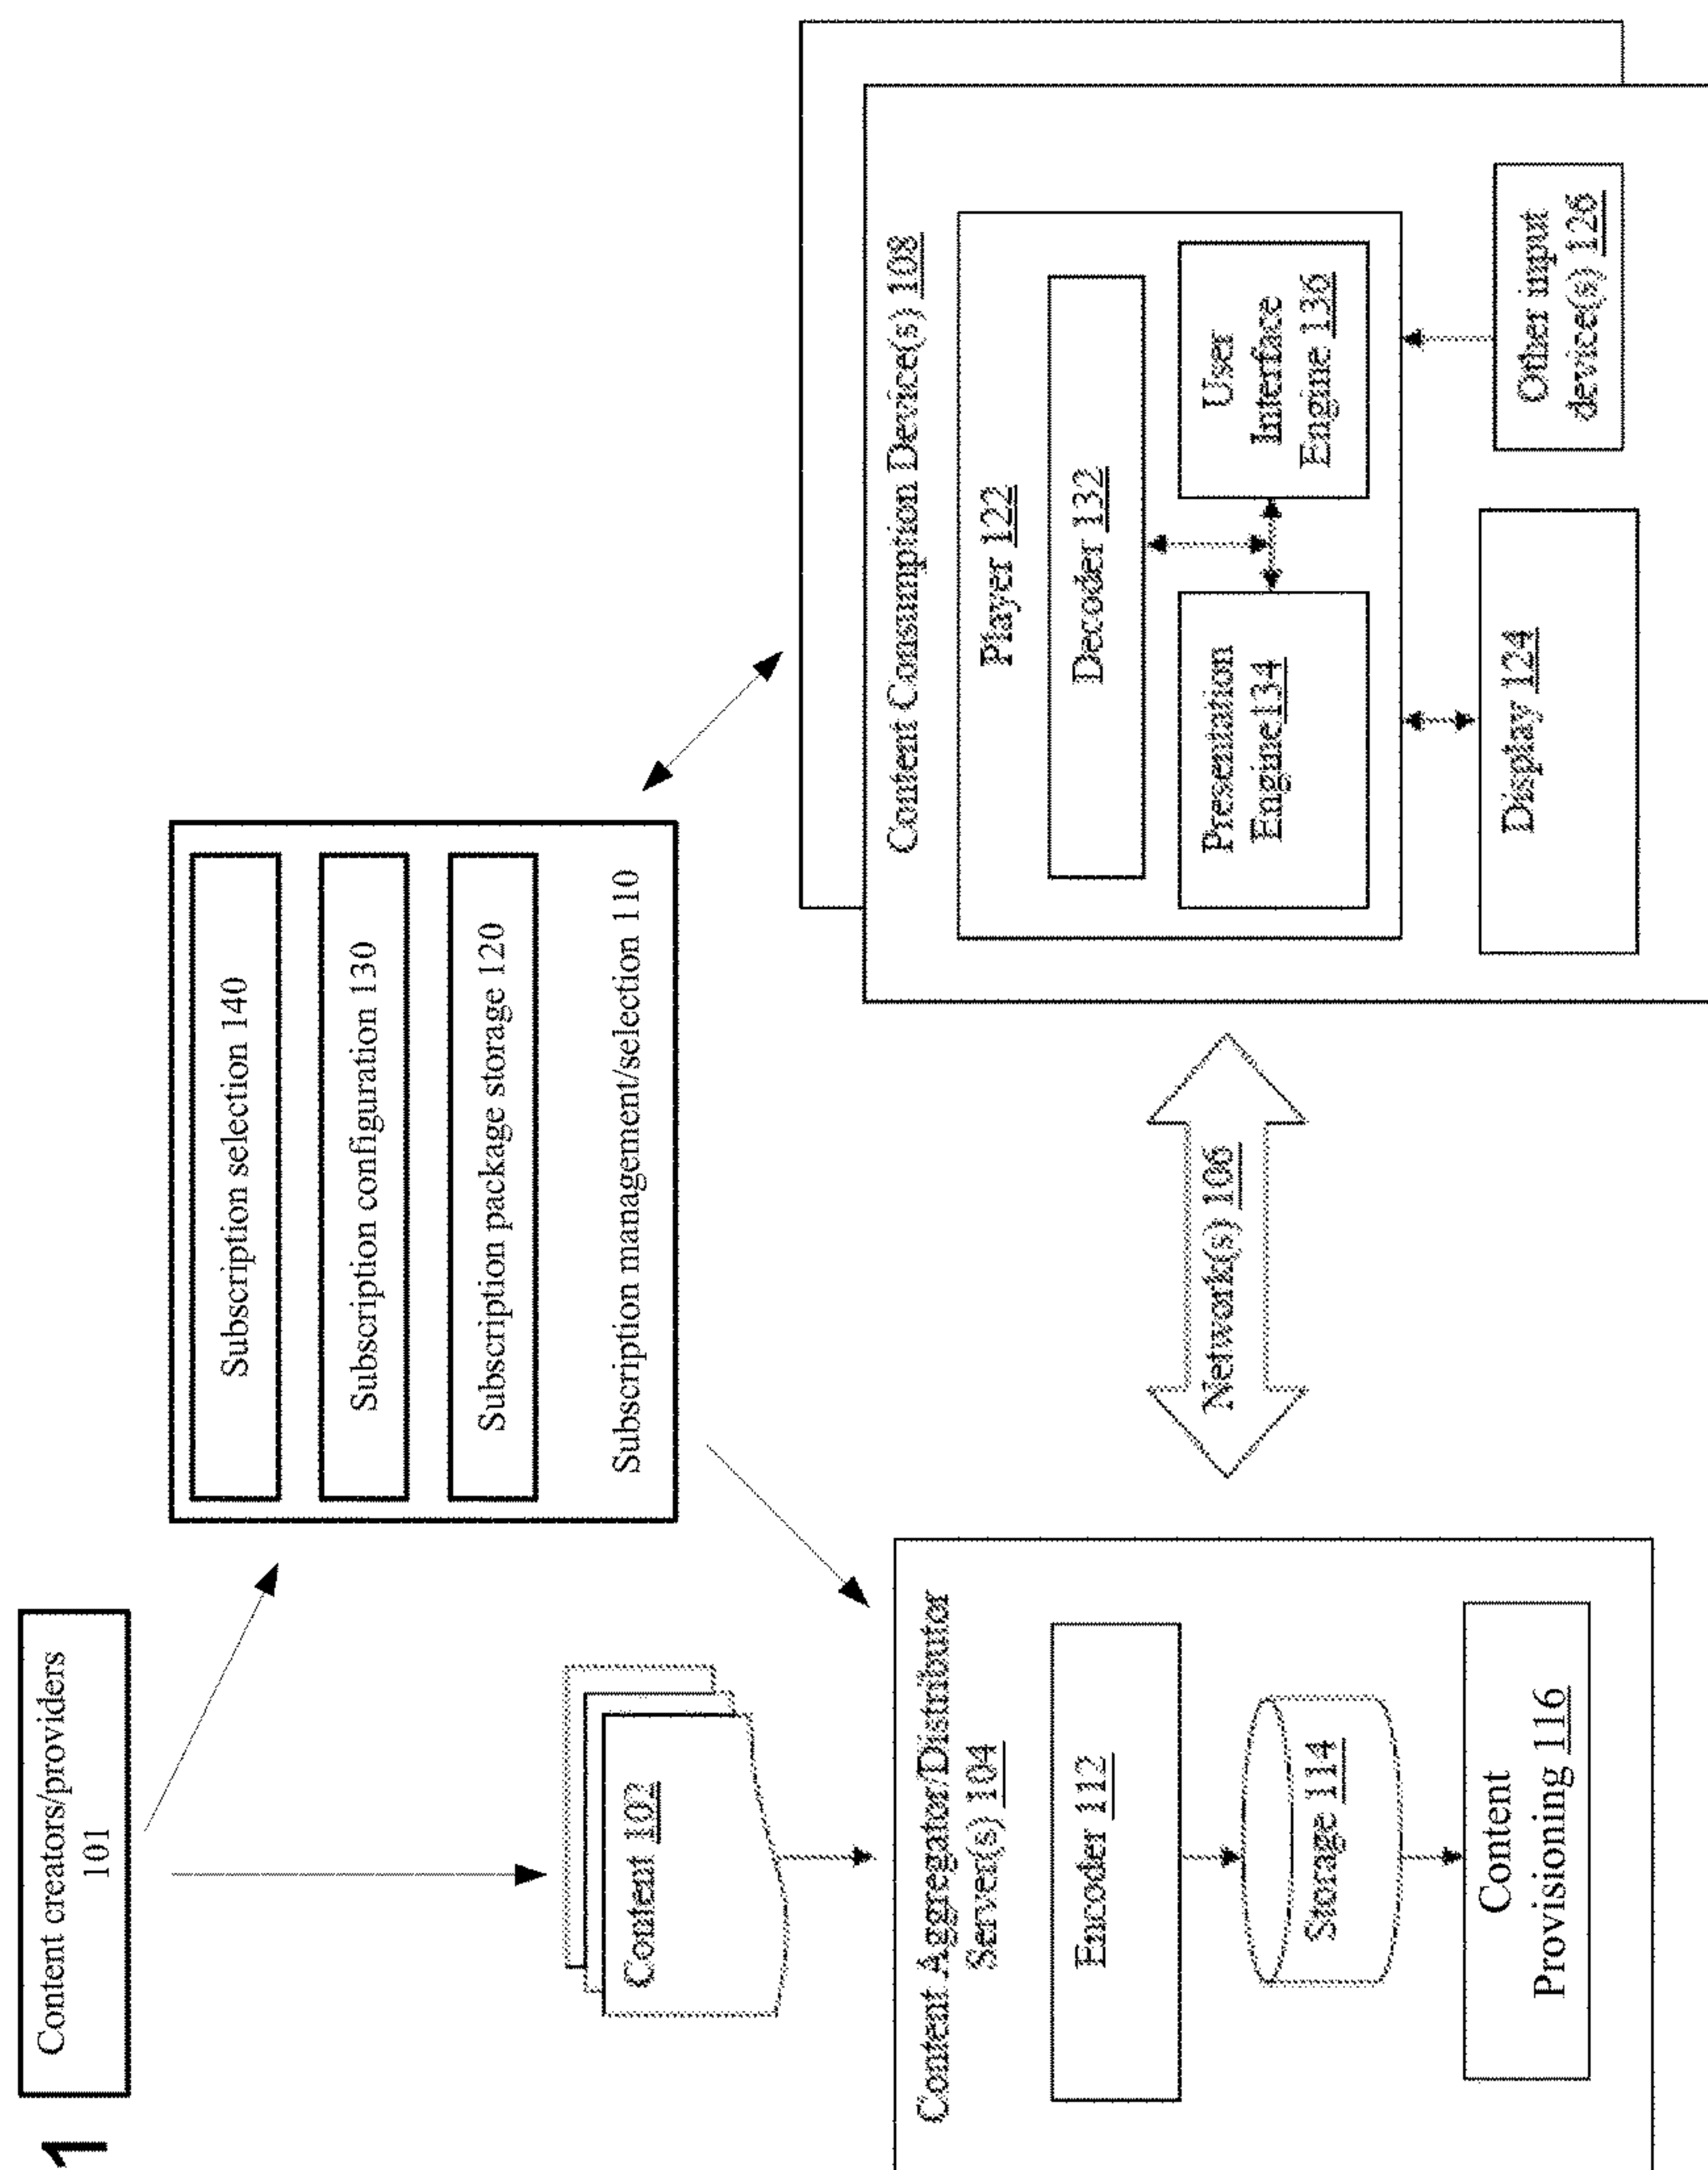 1
Content creators/providers
101
Subscription selection 140
Subscription configuration 130
Subscription package storage 120
Subscription management/selection 110
Content 102
Content Aggregator/Distributor
Server(s) 104
Encoder 112
Storage 114
Content
Provisioning 116
Network(s) 106
Content Consumption Device(s) 108
Player 122
Decoder 132
Presentation
Engine134
User
Interface
Engine 136
Display 124
Other input
device(s) 126